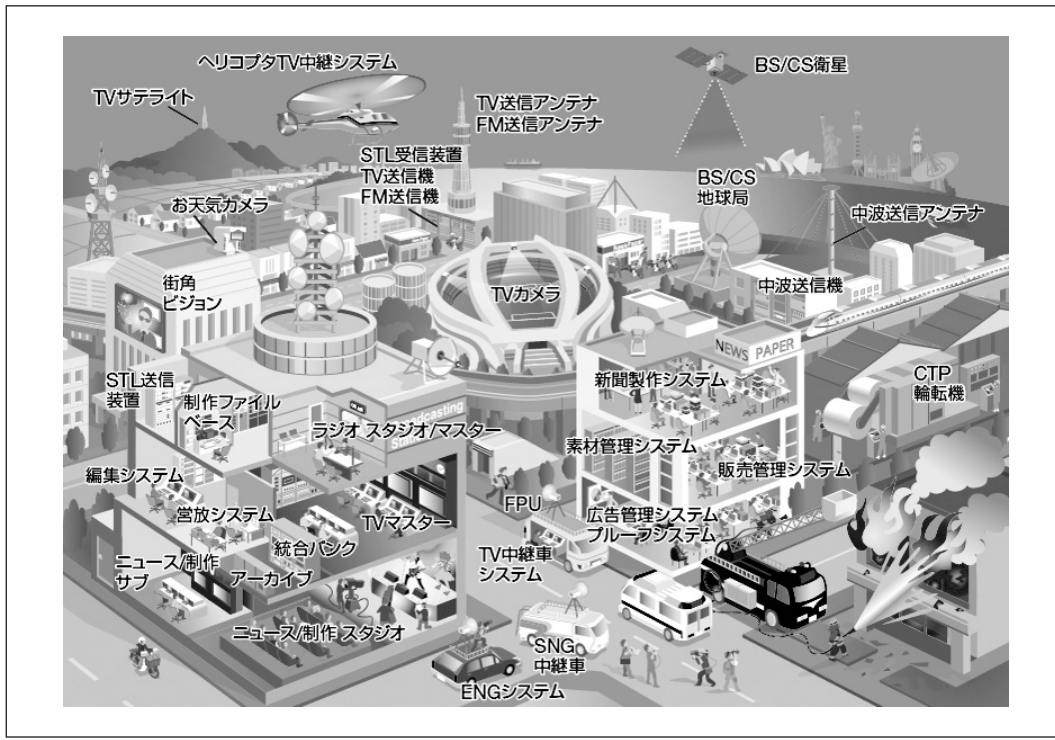 ヘリコプタTV中継システム
BS/CS衛星
TVサテライト
TV送信アンテナ
FM送信アンテナ
STL受信装置
TV送信機
FM送信機
BS/CS
地球局
お天気カメラ
中波送信アンテナ
街角
ビジョン
TVカメラ
中波送信機
NEWS PAPER
STL送信
装置
制作ファイル
ベース
ON AIR
Broadcasting
Station
ラジオ スタジオ/マスター
新聞製作システム
CTP
輪転機
素材管理システム
販売管理システム
編集システム
営放システム
TVマスター
FPU
広告管理システム
プルーフシステム
統合バンク
TV中継車
システム
ニュース/制作
サブ
アーカイブ
ニュース/制作 スタジオ
SNG
中継車
ENGシステム